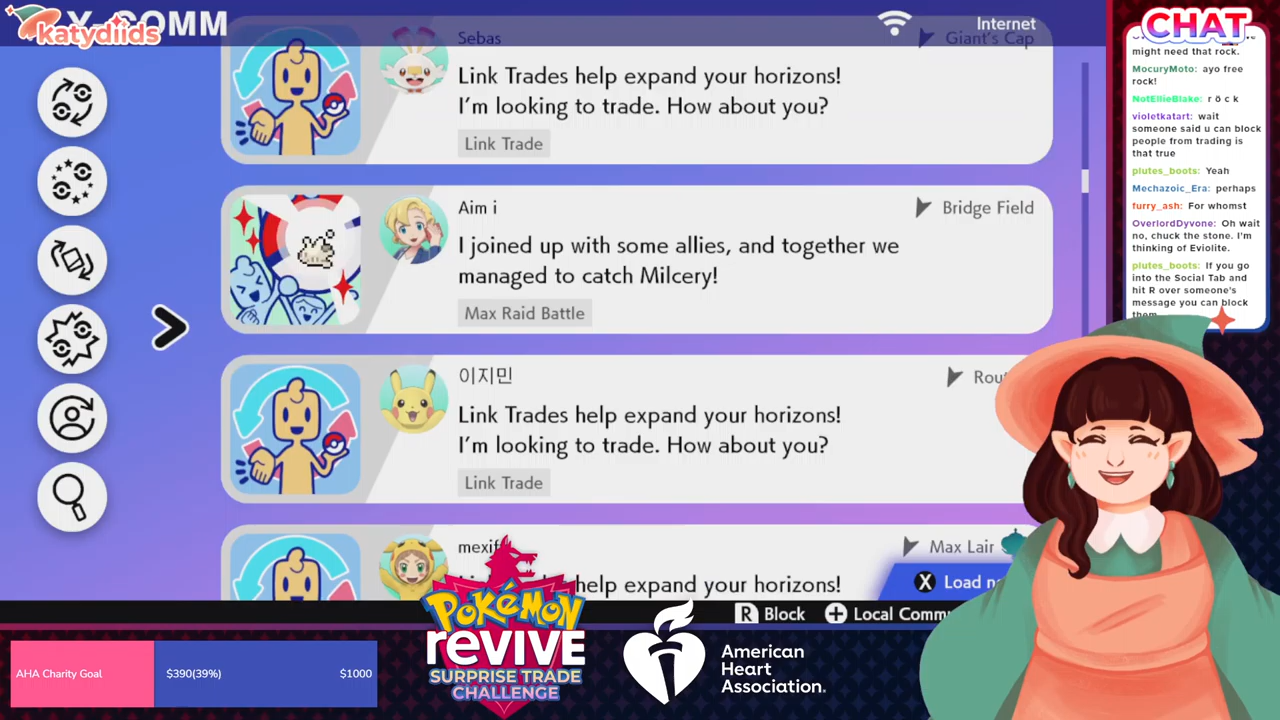 katydiids
-COMM
Internet
Sebas
Giant's Cap
Link Trades help expand your horizons!
I'm looking to trade. How about you?
Link Trade
Aim i
Bridge Field
I joined up with some allies, and together we
managed to catch Milcery!
Max Raid Battle
이지민
Link Trades help expand your horizons!
I'm looking to trade. How about you?
Link Trade
Max Lair
help expand your horizons!
X Load
R Block
+ Local
CHAT
might need that rock.
MocuryMoto: ayo free
rock!
NotEllieBlake: r ö c k
violetkatart: wait
someone said u can block
people from trading is
that true
plutes_boots: Yeah
Mechazoic_Era: perhaps
furry_ash: For whomst
OverlordDyvone: Oh wait
no, chuck the stone. I'm
thinking of Eviolite.
plutes_boots: If you go
into the Social Tab and
hit R over someone's
message you can block
them
AHA Charity Goal
$390(39%)
$1000
POKéMON
reVIVE
SURPRISE TRADE
CHALLENGE
American
Heart
Association.